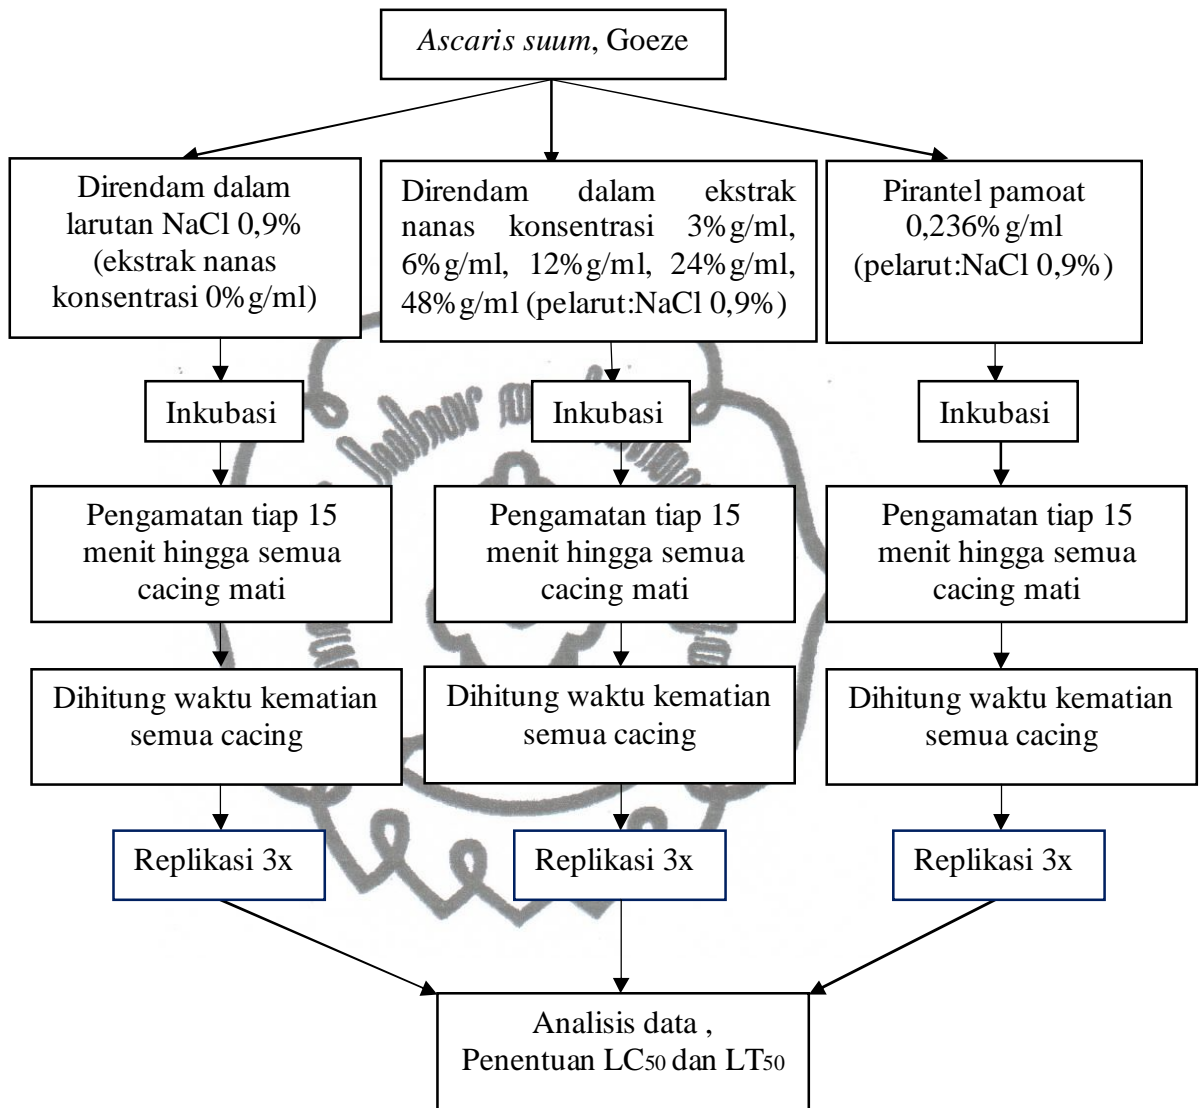 Ascaris suum, Goeze
Direndam dalam
larutan NaCl 0,9%
(ekstrak nanas
konsentrasi 0%g/ml)
Direndam dalam ekstrak
nanas konsentrasi 3%g/ml,
6%g/ml, 12%g/ml, 24%g/ml,
48%g/ml (pelarut:NaCl 0,9%)
Pirantel pamoat
0,236%g/ml
(pelarut:NaCl 0,9%)
Inkubasi
Inkubasi
Inkubasi
Pengamatan tiap 15
menit hingga semua
cacing mati
Pengamatan tiap 15
menit hingga semua
cacing mati
Pengamatan tiap 15
menit hingga semua
cacing mati
Dihitung waktu kematian
semua cacing
Dihitung waktu kematian
semua cacing
Dihitung waktu kematian
semua cacing
Replikasi 3x
Replikasi 3x
Replikasi 3x
Analisis data ,
Penentuan LC50 dan LT50